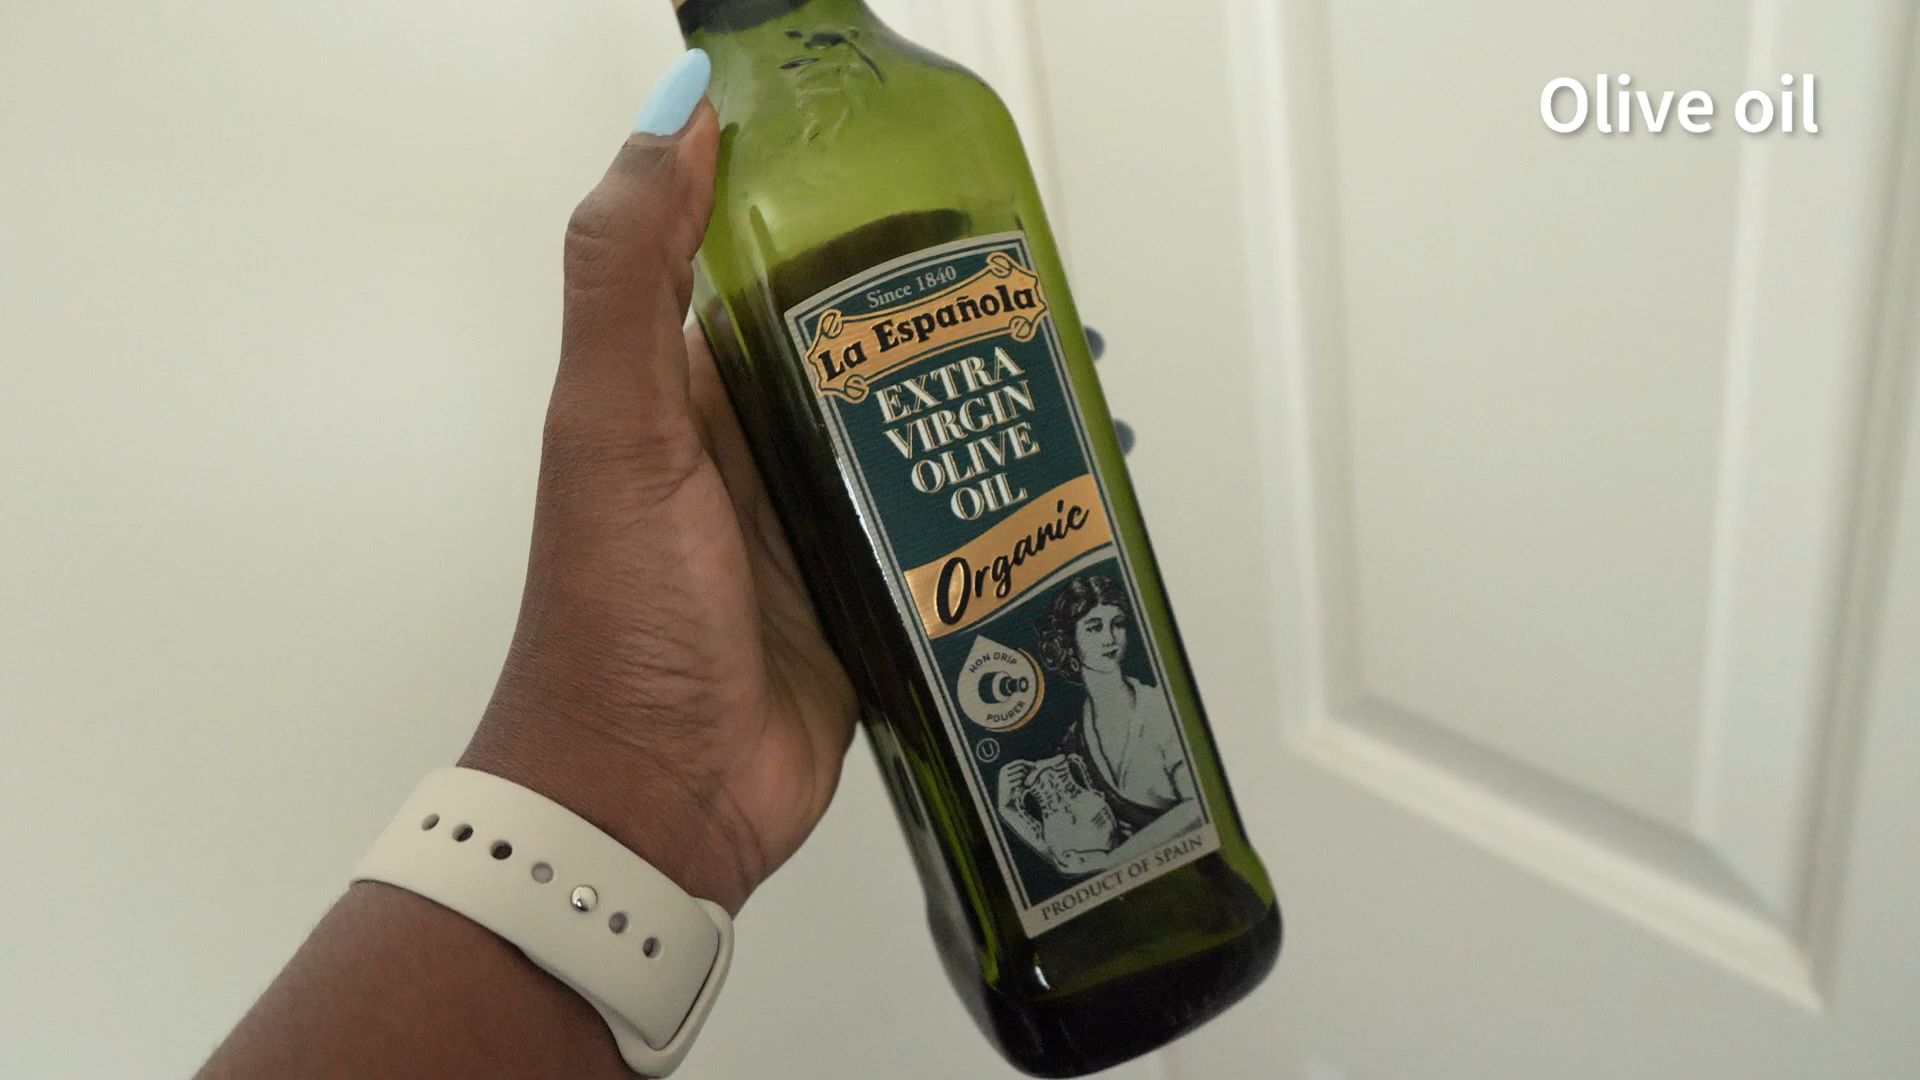 Olive oil
Since 1840
La Española
EXTRA
VIRGIN
OLIVE
OIL
Organic
NON DRIP
POURER
U
PRODUCT OF SPAIN